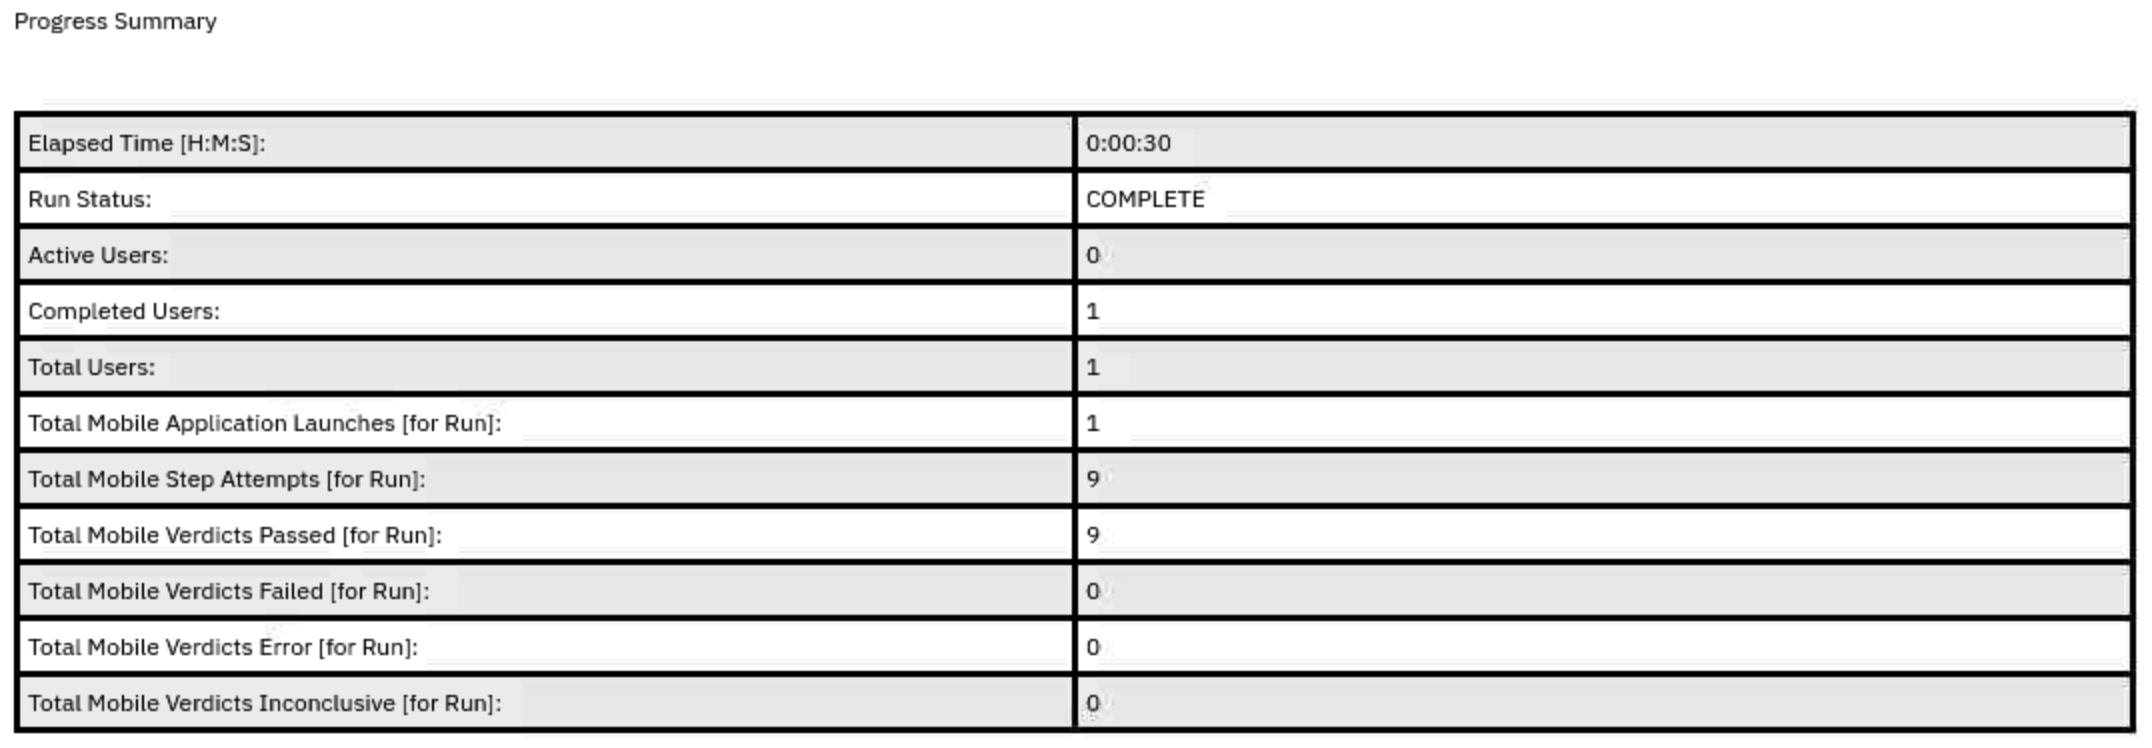 Progress Summary
Elapsed Time [H:M:S]: 0:00:30
Run Status: COMPLETE
Active Users: 0
Completed Users: 1
Total Users: 1
Total Mobile Application Launches [for Run]: 1
Total Mobile Step Attempts [for Run]: 9
Total Mobile Verdicts Passed [for Run]: 9
Total Mobile Verdicts Failed [for Run]: 0
Total Mobile Verdicts Error [for Run]: 0
Total Mobile Verdicts Inconclusive [for Run]: 0